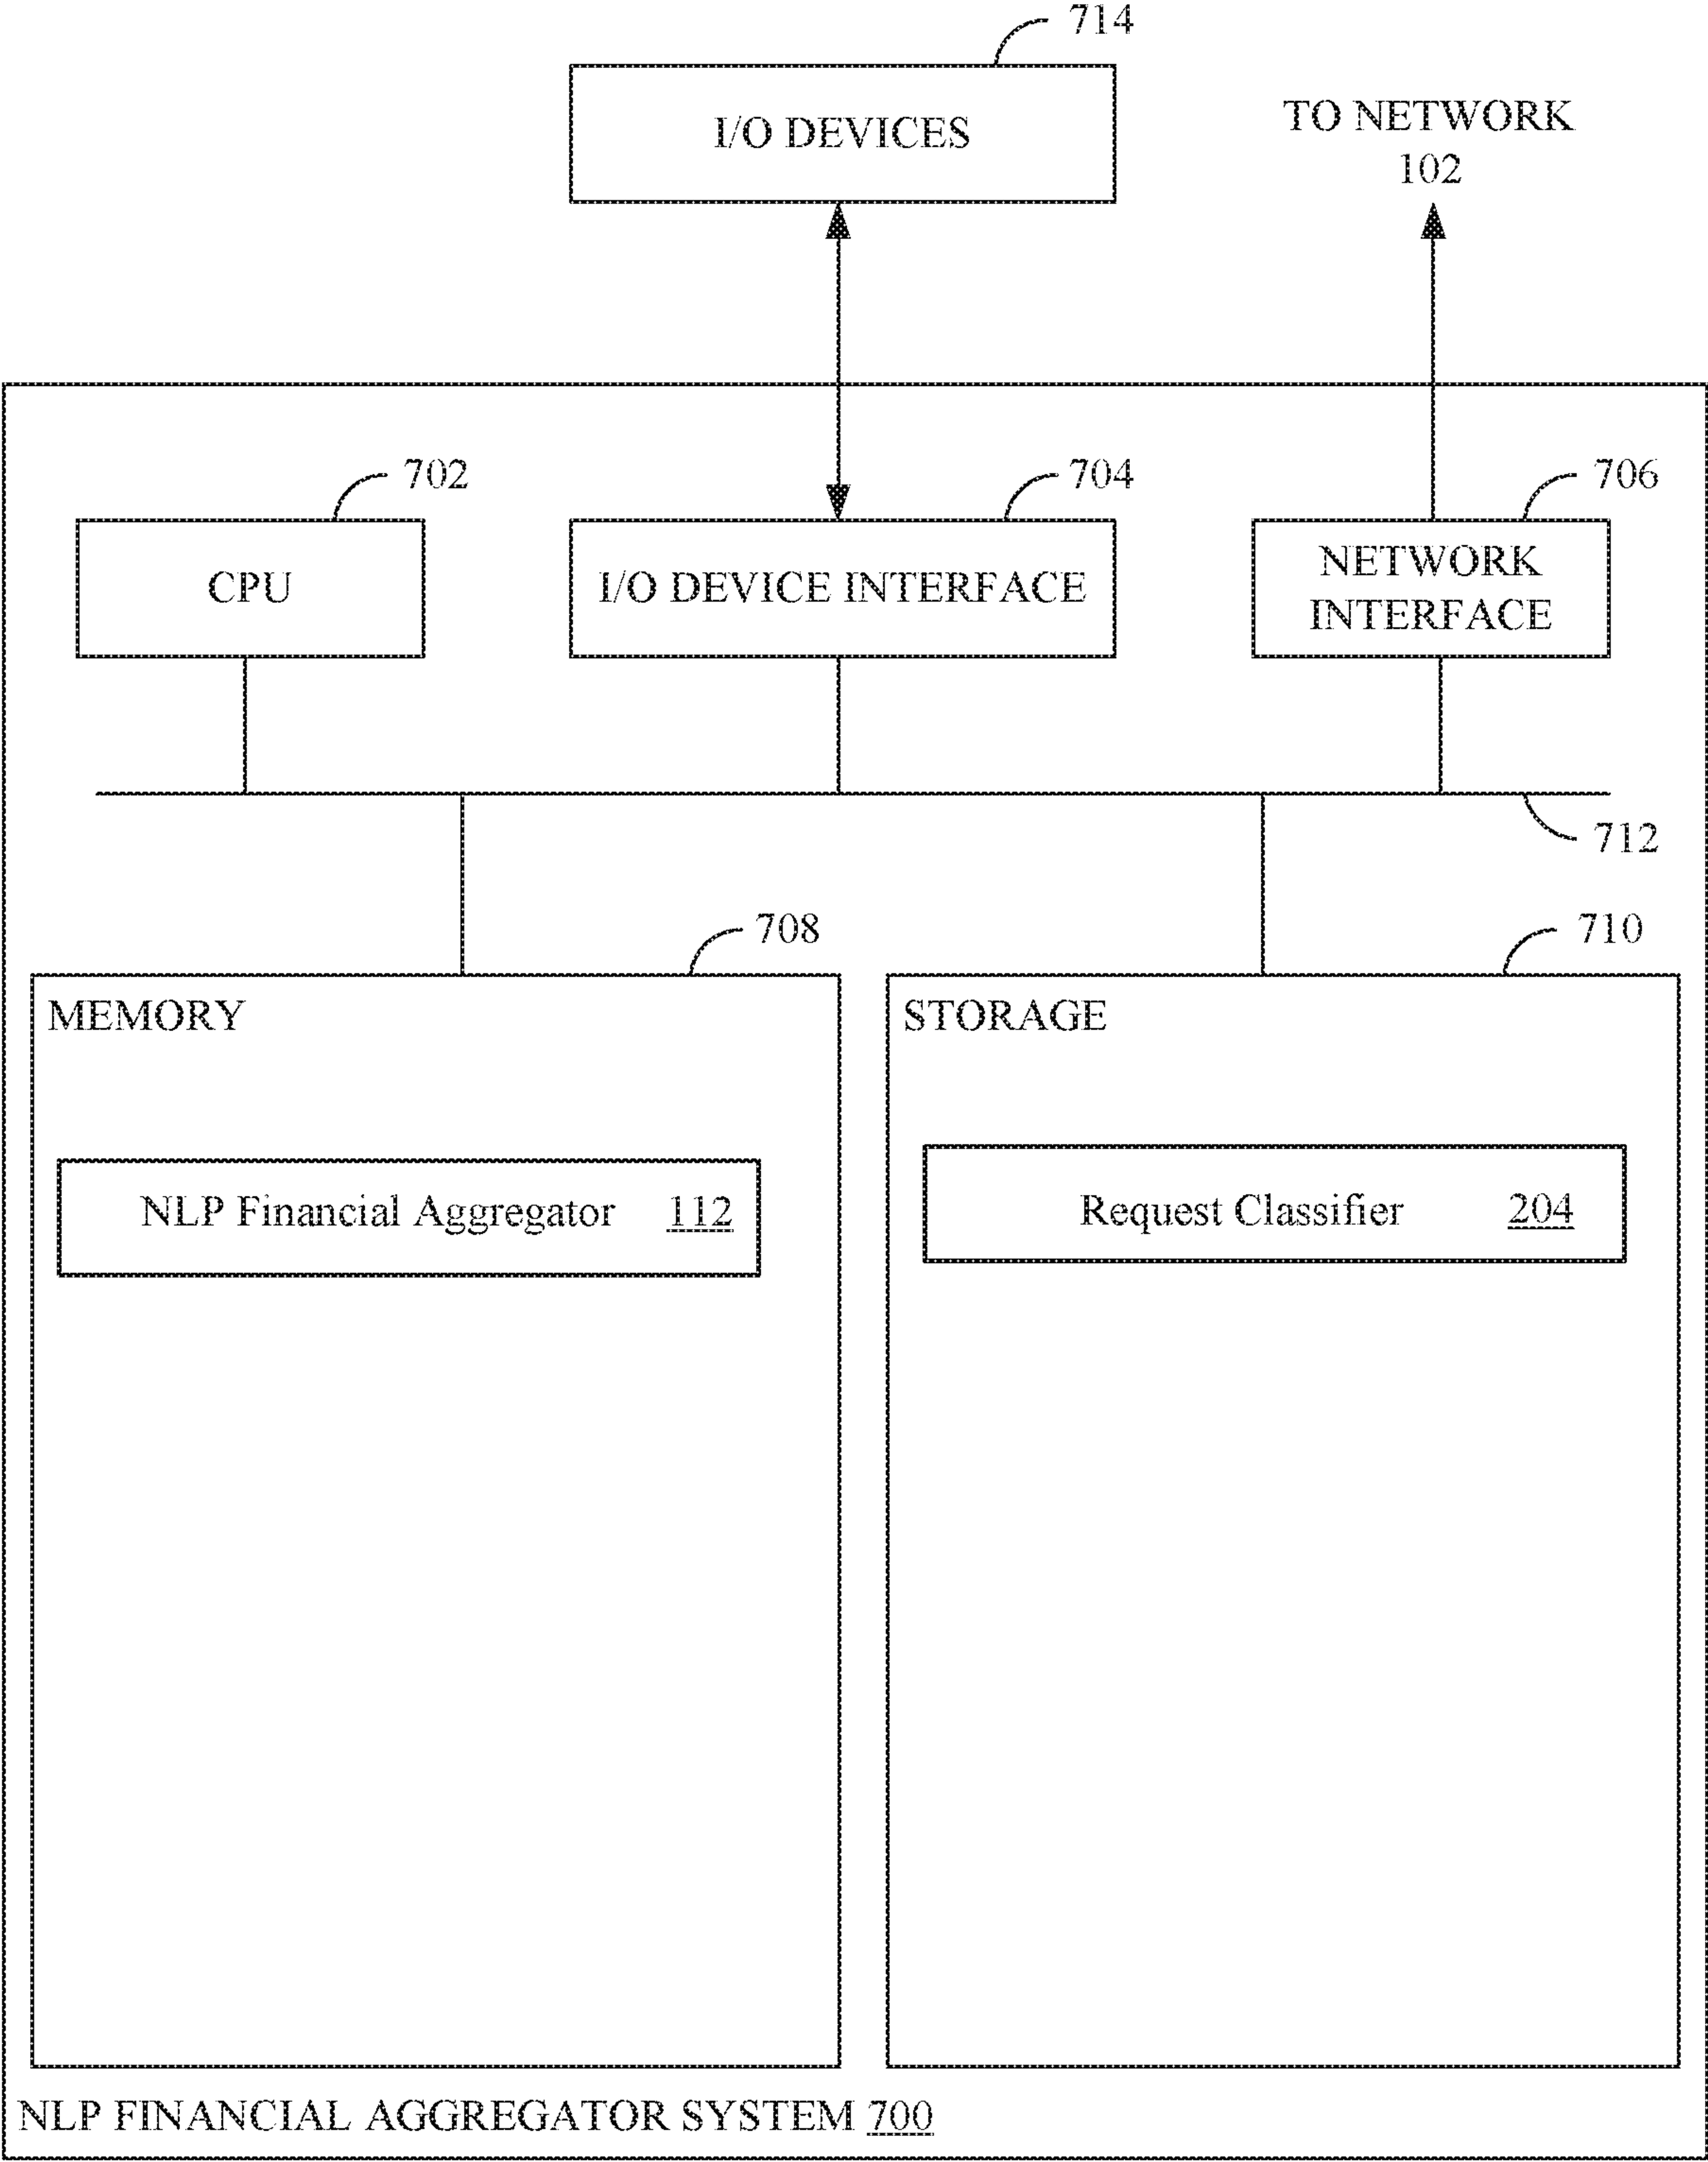 714
I/O DEVICES
TO NETWORK
102
702
704
706
CPU
I/O DEVICE INTERFACE
NETWORK
INTERFACE
712
708
710
MEMORY
STORAGE
NLP Financial Aggregator 112
Request Classifier 204
NLP FINANCIAL AGGREGATOR SYSTEM 700